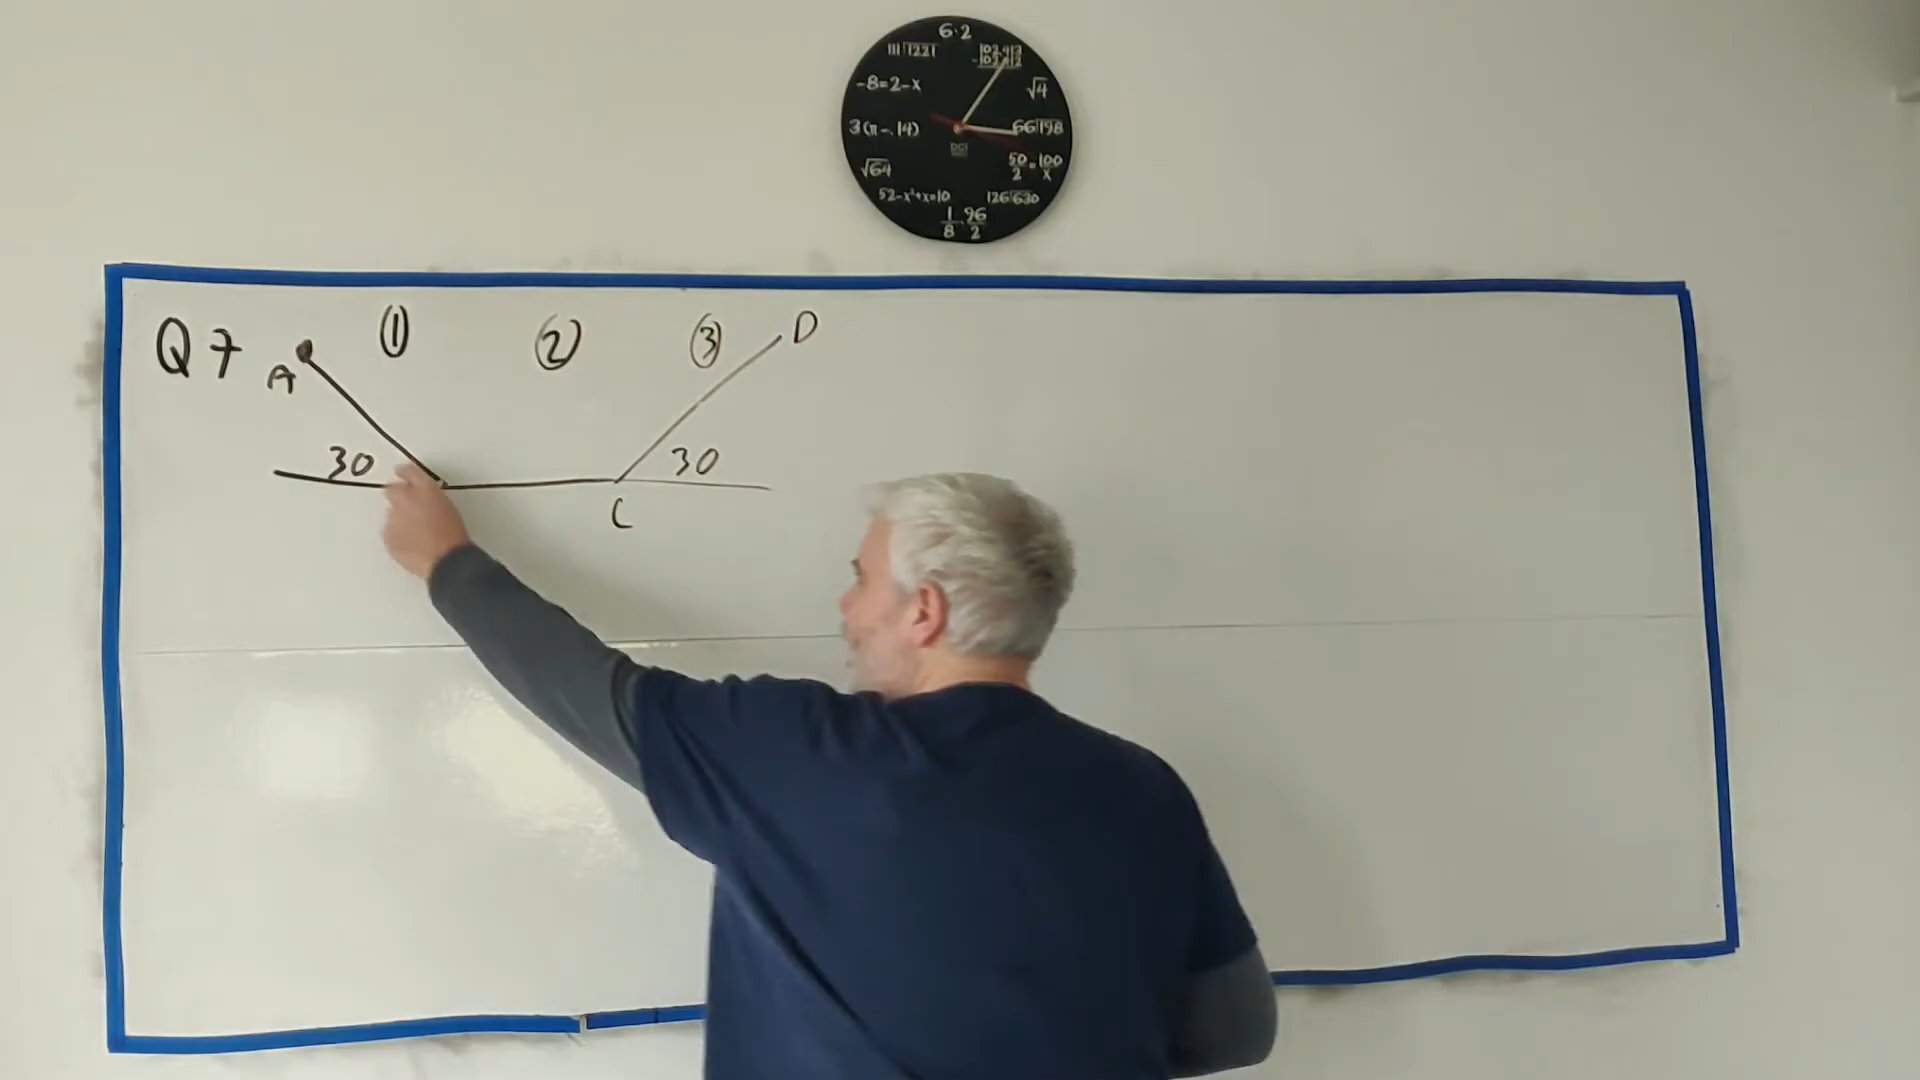 6·2
111⟌1221
102,413
-102,412
-8=2-x
√4
3(π-.14)
66⟌198
DCI
√64
50/2=100/x
52-x²+x=10
126⟌630
1/8·96/2
Q7
①
②
③
D
A
30
30
C